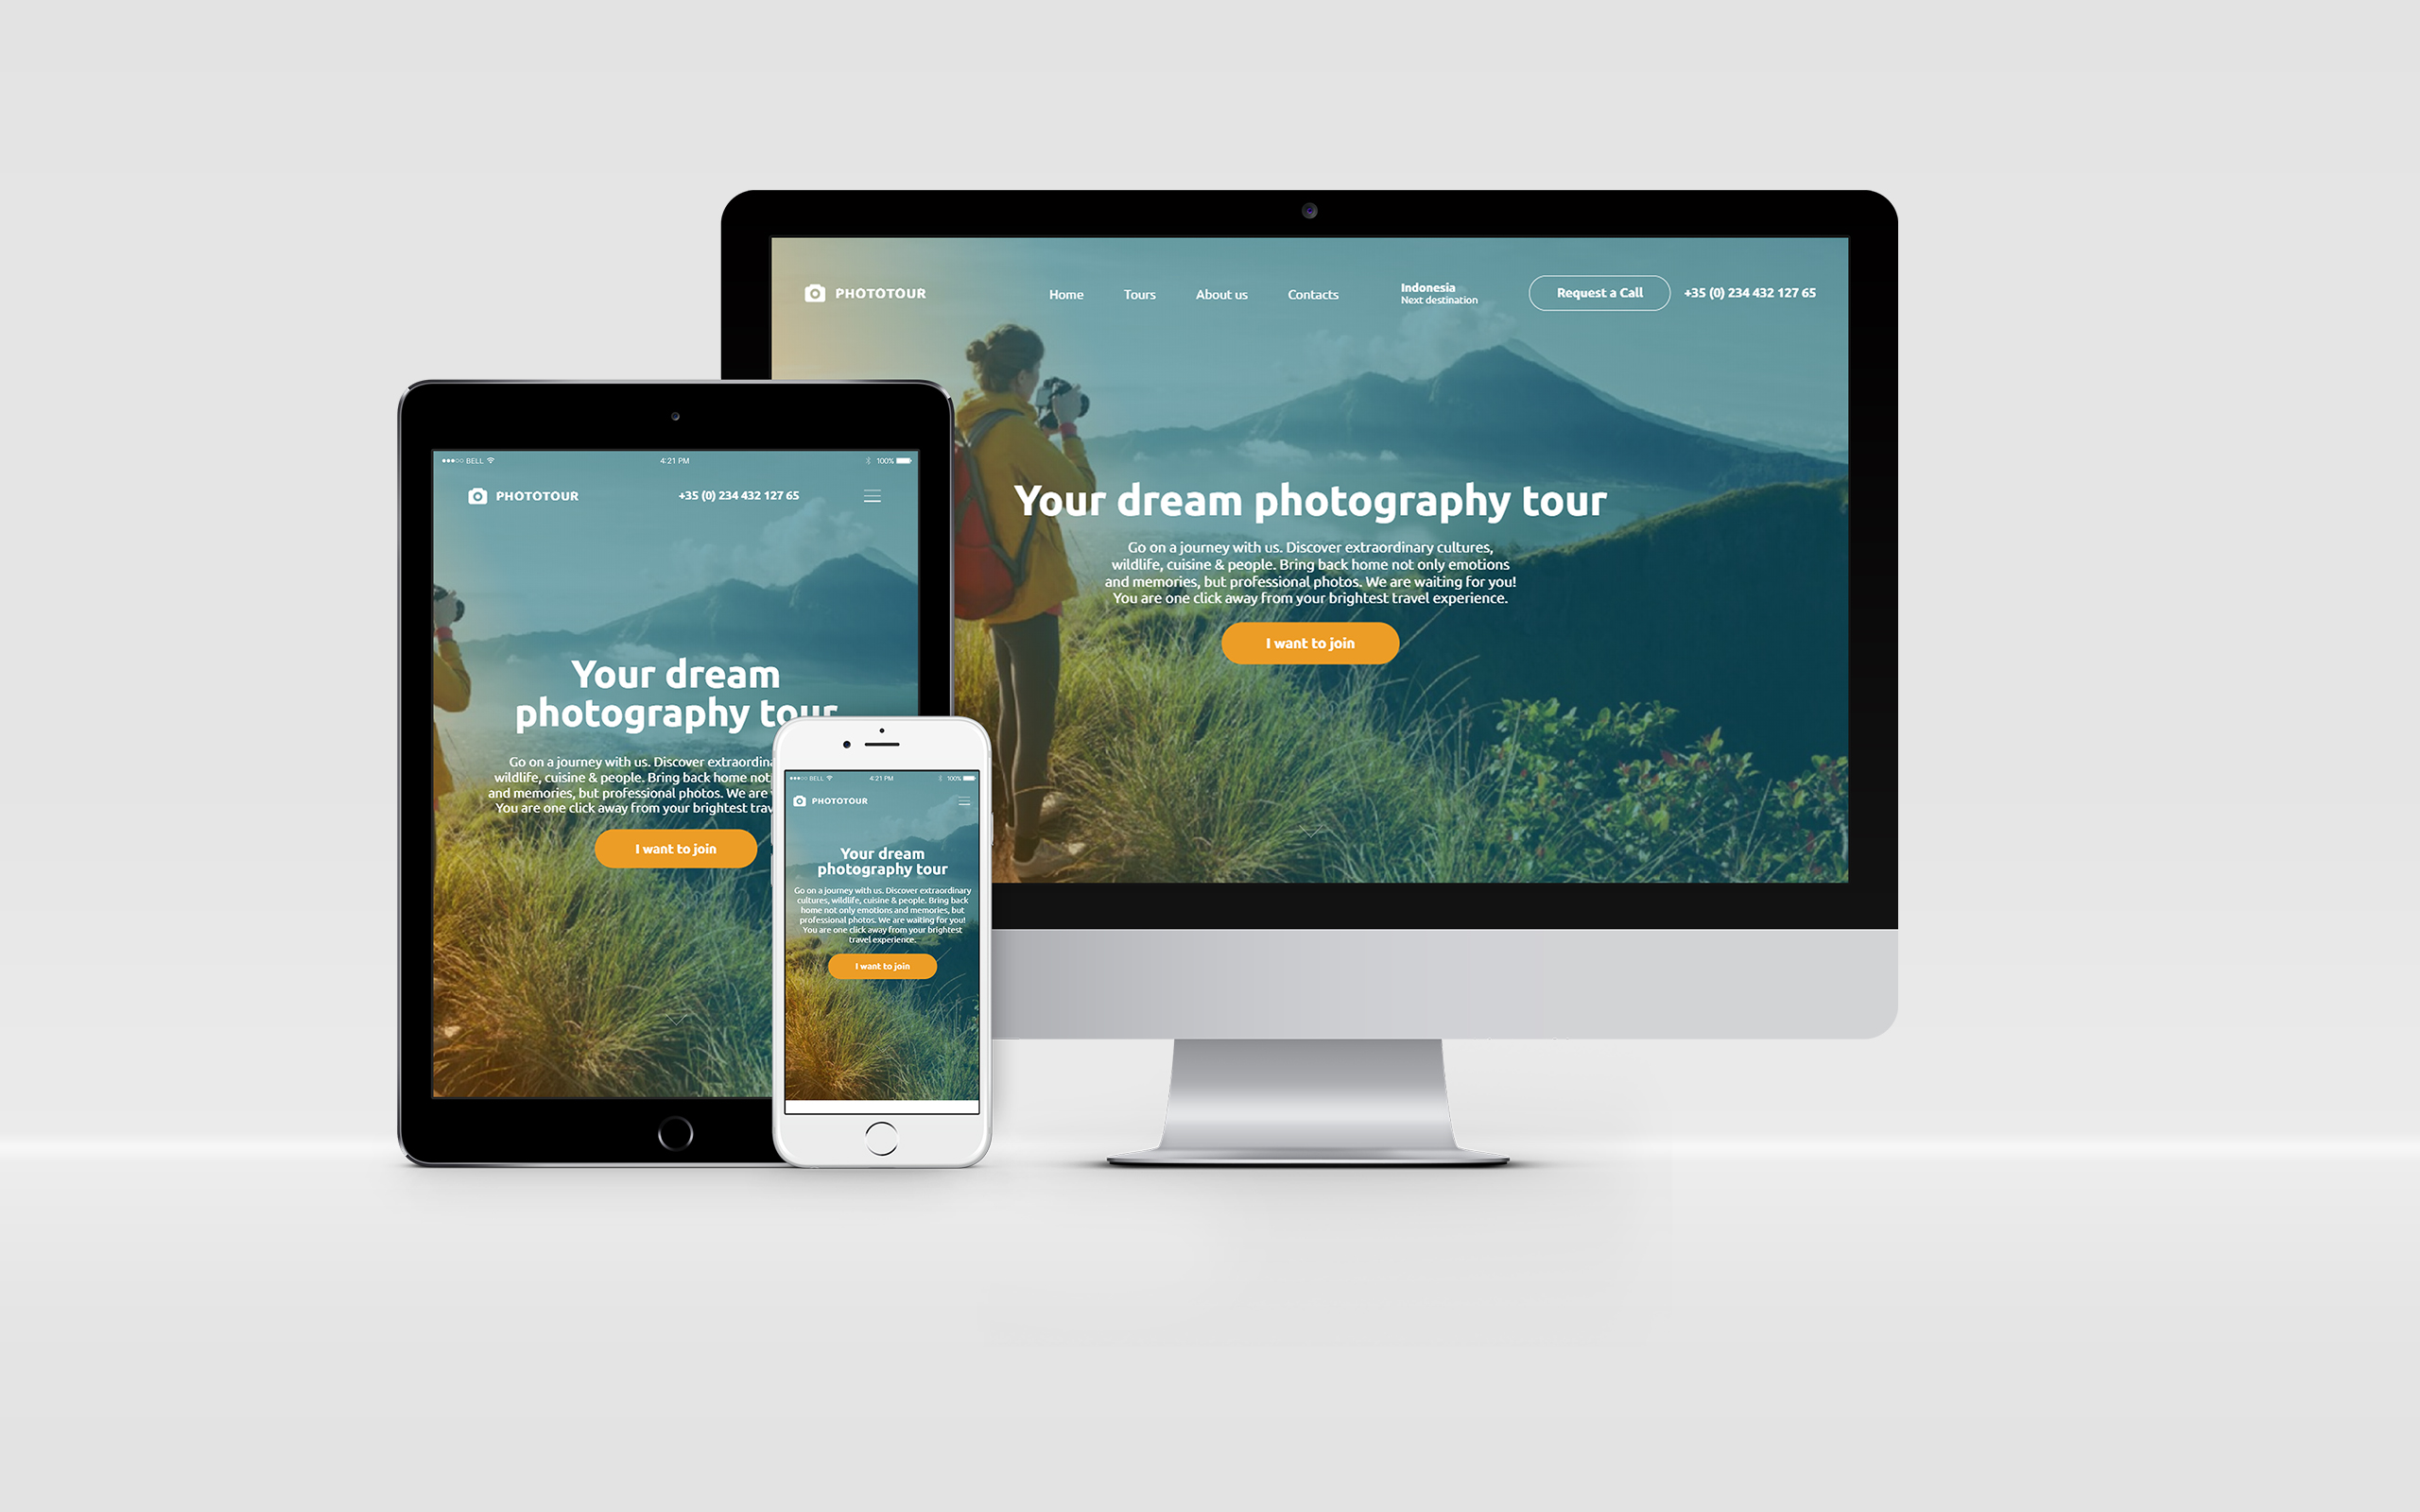 PHOTOTOUR
Home
Tours
About us
Contacts
Indonesia
Next destination
Request a Call
+35 (0) 234 432 127 65
Your dream photography tour
Go on a journey with us. Discover extraordinary cultures,
wildlife, cuisine & people. Bring back home not only emotions
and memories, but professional photos. We are waiting for you!
You are one click away from your brightest travel experience.
I want to join
BELL
4:21 PM
100%
PHOTOTOUR
+35 (0) 234 432 127 65
Your dream
photography tour
Go on a journey with us. Discover extraordina
wildlife, cuisine & people. Bring back home not
and memories, but professional photos. We are
You are one click away from your brightest trav
I want to join
BELL
4:21 PM
100%
PHOTOTOUR
Your dream
photography tour
Go on a journey with us. Discover extraordinary
cultures, wildlife, cuisine & people. Bring back
home not only emotions and memories, but
professional photos. We are waiting for you!
You are one click away from your brightest
travel experience.
I want to join